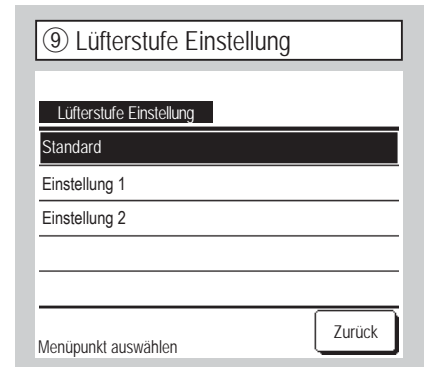 ⑨ Lüfterstufe Einstellung
Lüfterstufe Einstellung
Standard
Einstellung 1
Einstellung 2
Menüpunkt auswählen
Zurück